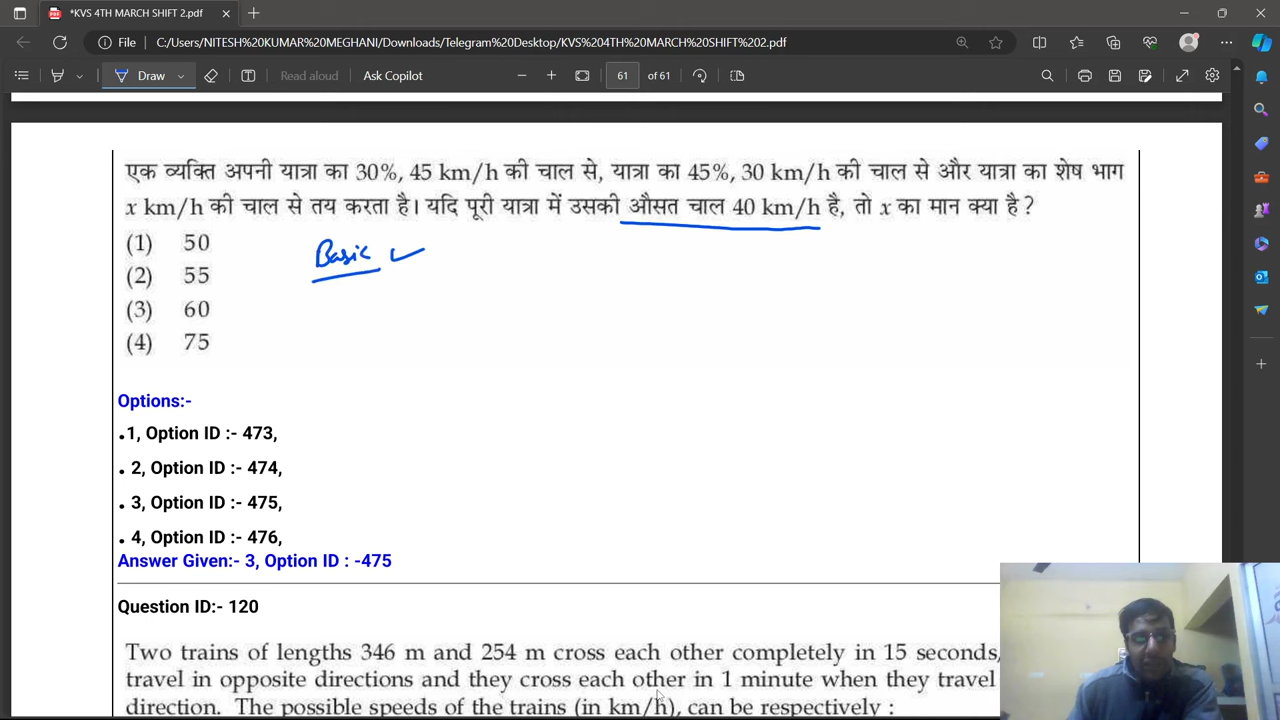 *KVS 4TH MARCH SHIFT 2.pdf
File C:/Users/NITESH%20KUMAR%20MEGHANI/Downloads/Telegram%20Desktop/KVS%204TH%20MARCH%20SHIFT%202.pdf
Draw Read aloud Ask Copilot 61 of 61
एक व्यक्ति अपनी यात्रा का 30%, 45 km/h की चाल से, यात्रा का 45%, 30 km/h की चाल से और यात्रा का शेष भाग
x km/h की चाल से तय करता है। यदि पूरी यात्रा में उसकी औसत चाल 40 km/h है, तो x का मान क्या है ?
(1) 50
Basic
(2) 55
(3) 60
(4) 75
Options:-
1, Option ID :- 473,
2, Option ID :- 474,
3, Option ID :- 475,
4, Option ID :- 476,
Answer Given:- 3, Option ID : -475
Question ID:- 120
Two trains of lengths 346 m and 254 m cross each other completely in 15 seconds,
travel in opposite directions and they cross each other in 1 minute when they travel
direction. The possible speeds of the trains (in km/h), can be respectively :